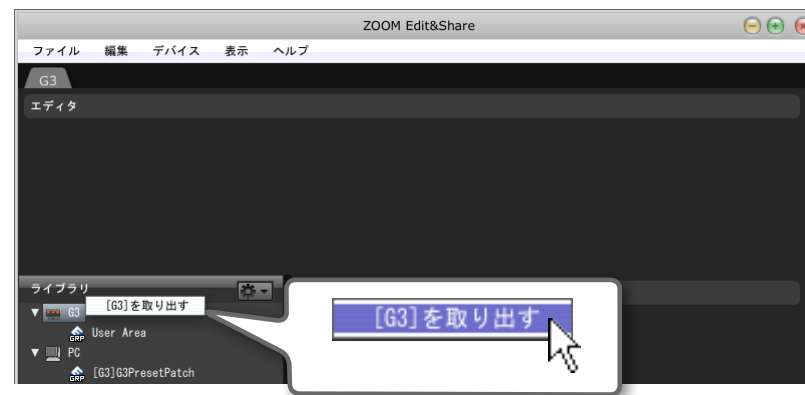 ZOOM Edit&Share
ファイル 編集 デバイス 表示 ヘルプ
G3
エディタ
ライブラリ
G3
[G3]を取り出す
[G3]を取り出す
GRP User Area
PC
GRP [G3]G3PresetPatch